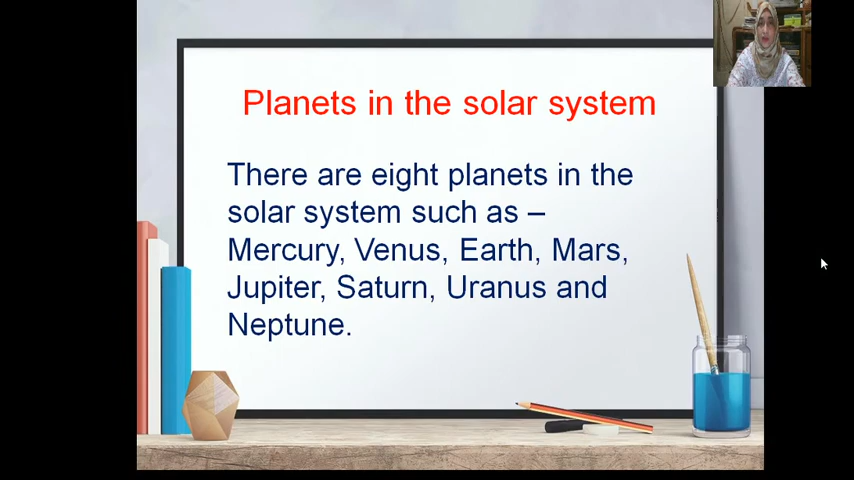 Planets in the solar system
There are eight planets in the
solar system such as –
Mercury, Venus, Earth, Mars,
Jupiter, Saturn, Uranus and
Neptune.